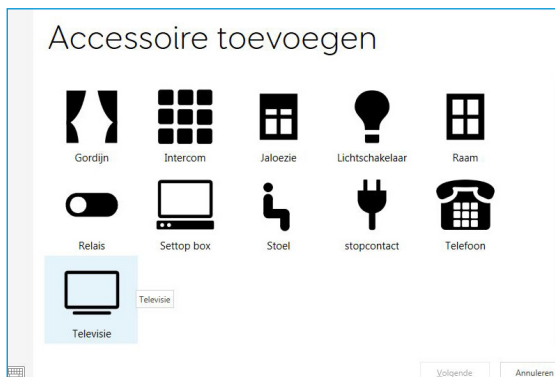 Accessoire toevoegen
Gordijn Intercom Jaloezie Lichtschakelaar Raam
Relais Settop box Stoel stopcontact Telefoon
Televisie
Televisie
Volgende Annuleren